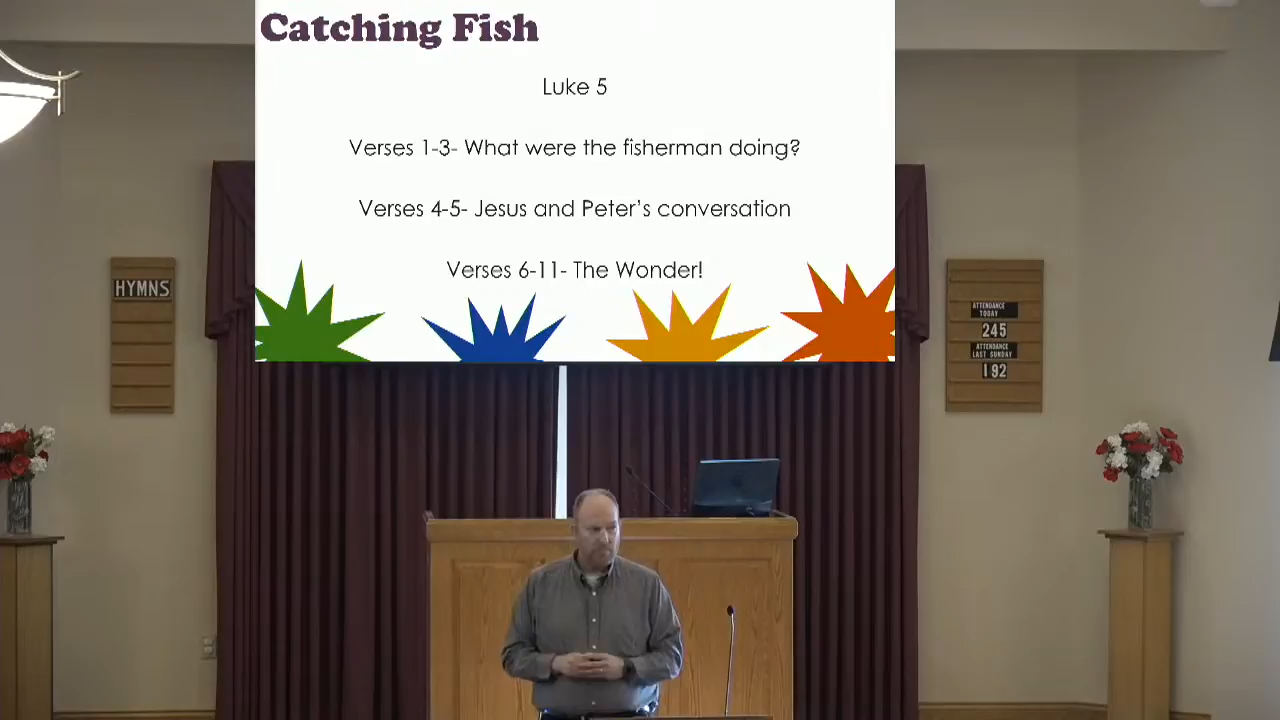 Catching Fish
Luke 5
Verses 1-3- What were the fisherman doing?
Verses 4-5- Jesus and Peter's conversation
Verses 6-11- The Wonder!
HYMNS
ATTENDANCE
TODAY
245
ATTENDANCE
LAST SUNDAY
192